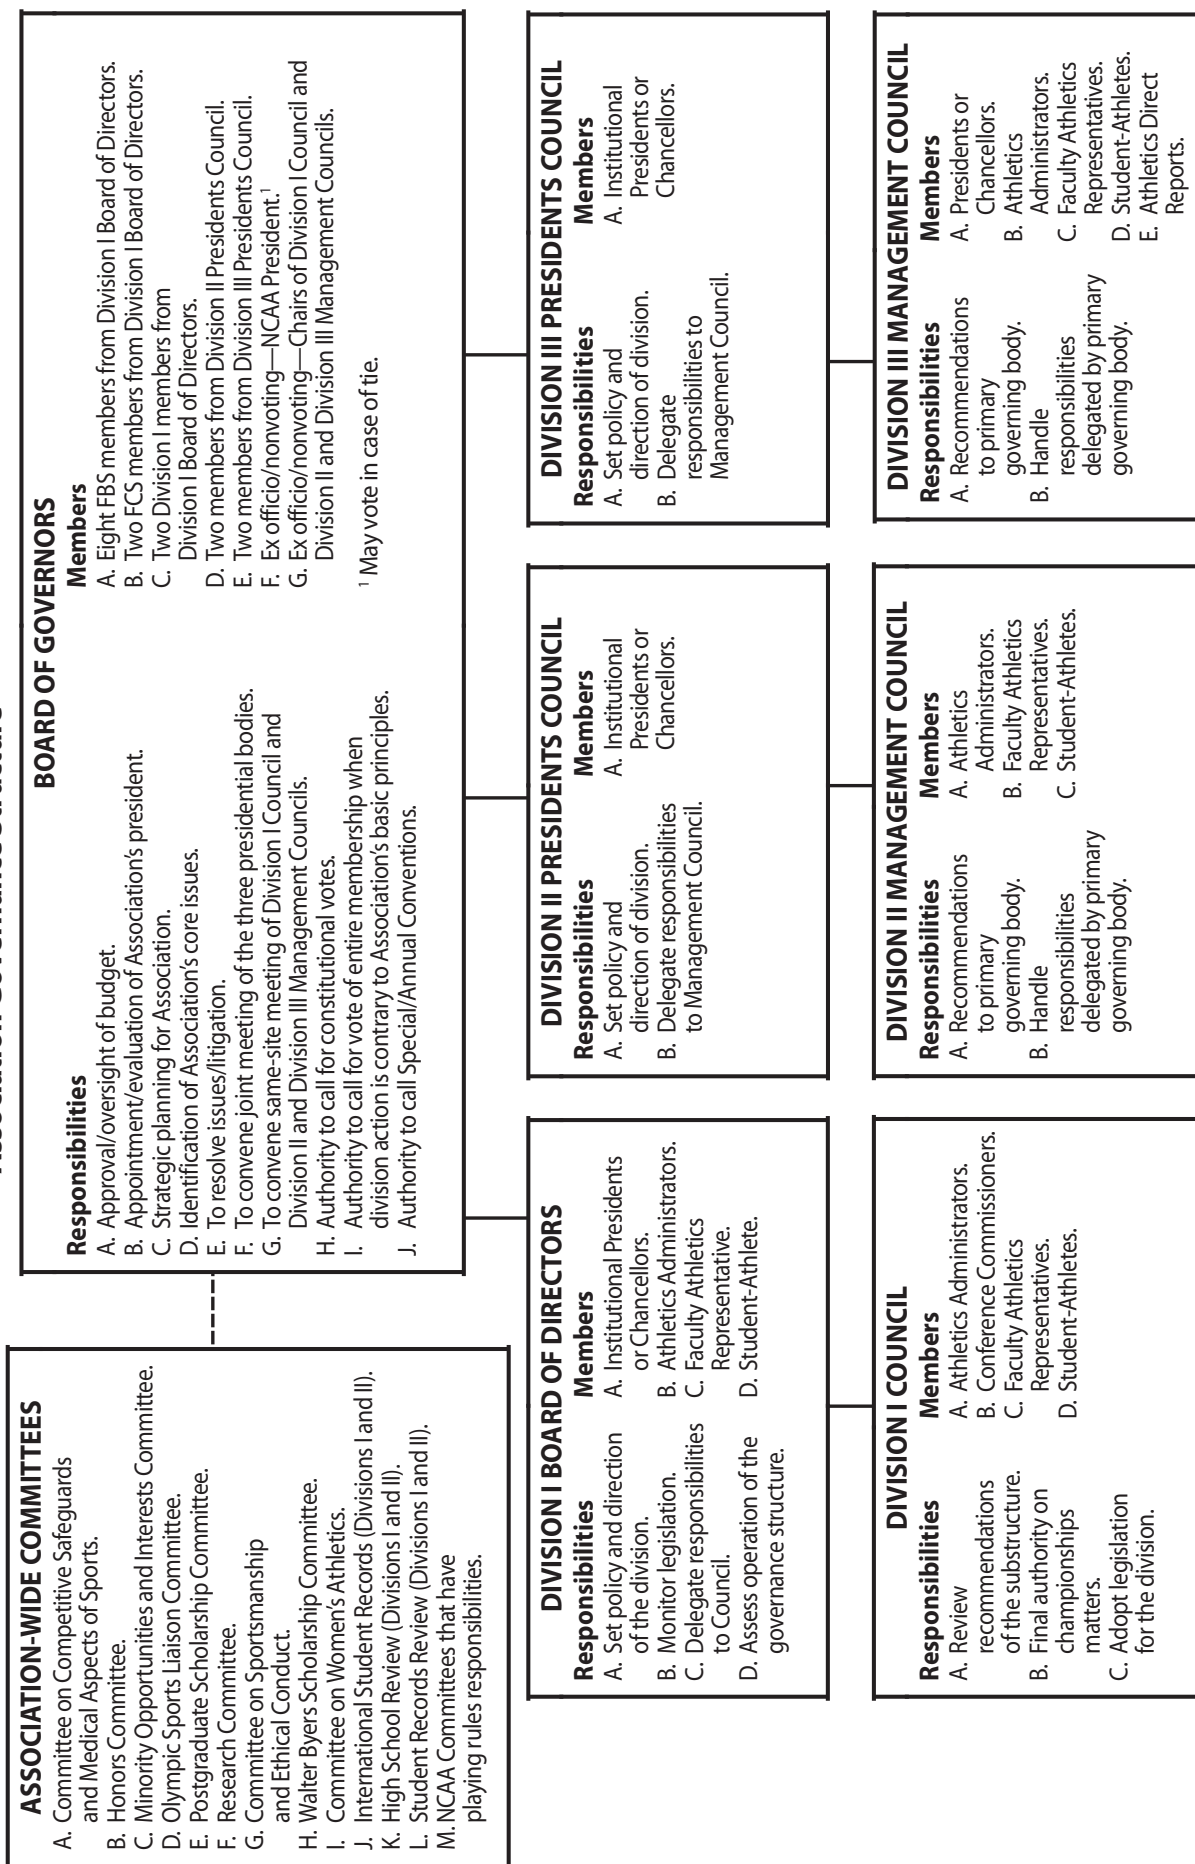 ASSOCIATION-WIDE COMMITTEES
A. Committee on Competitive Safeguards
and Medical Aspects of Sports.
B. Honors Committee.
C. Minority Opportunities and Interests Committee.
D. Olympic Sports Liaison Committee.
E. Postgraduate Scholarship Committee.
F. Research Committee.
G. Committee on Sportsmanship
and Ethical Conduct.
H. Walter Byers Scholarship Committee.
I. Committee on Women's Athletics.
J. International Student Records (Divisions I and II).
K. High School Review (Divisions I and II).
L. Student Records Review (Divisions I and II).
M. NCAA Committees that have
playing rules responsibilities.
BOARD OF GOVERNORS
Responsibilities
A. Approval/oversight of budget.
B. Appointment/evaluation of Association's president.
C. Strategic planning for Association.
D. Identification of Association's core issues.
E. To resolve issues/litigation.
F. To convene joint meeting of the three presidential bodies.
G. To convene same-site meeting of Division I Council and
Division II and Division III Management Councils.
H. Authority to call for constitutional votes.
I. Authority to call for vote of entire membership when
division action is contrary to Association's basic principles.
J. Authority to call Special/Annual Conventions.
Members
A. Eight FBS members from Division I Board of Directors.
B. Two FCS members from Division I Board of Directors.
C. Two Division I members from
Division I Board of Directors.
D. Two members from Division II Presidents Council.
E. Two members from Division III Presidents Council.
F. Ex officio/nonvoting—NCAA President.1
G. Ex officio/nonvoting—Chairs of Division I Council and
Division II and Division III Management Councils.
1 May vote in case of tie.
DIVISION I BOARD OF DIRECTORS
Responsibilities
A. Set policy and direction
of the division.
B. Monitor legislation.
C. Delegate responsibilities
to Council.
D. Assess operation of the
governance structure.
Members
A. Institutional Presidents
or Chancellors.
B. Athletics Administrators.
C. Faculty Athletics
Representative.
D. Student-Athlete.
DIVISION II PRESIDENTS COUNCIL
Responsibilities
A. Set policy and
direction of division.
B. Delegate responsibilities
to Management Council.
Members
A. Institutional
Presidents or
Chancellors.
DIVISION III PRESIDENTS COUNCIL
Responsibilities
A. Set policy and
direction of division.
B. Delegate
responsibilities to
Management Council.
Members
A. Institutional
Presidents or
Chancellors.
DIVISION I COUNCIL
Responsibilities
A. Review
recommendations
of the substructure.
B. Final authority on
championships
matters.
C. Adopt legislation
for the division.
Members
A. Athletics Administrators.
B. Conference Commissioners.
C. Faculty Athletics
Representatives.
D. Student-Athletes.
DIVISION II MANAGEMENT COUNCIL
Responsibilities
A. Recommendations
to primary
governing body.
B. Handle
responsibilities
delegated by primary
governing body.
Members
A. Athletics
Administrators.
B. Faculty Athletics
Representatives.
C. Student-Athletes.
DIVISION III MANAGEMENT COUNCIL
Responsibilities
A. Recommendations
to primary
governing body.
B. Handle
responsibilities
delegated by primary
governing body.
Members
A. Presidents or
Chancellors.
B. Athletics
Administrators.
C. Faculty Athletics
Representatives.
D. Student-Athletes.
E. Athletics Direct
Reports.